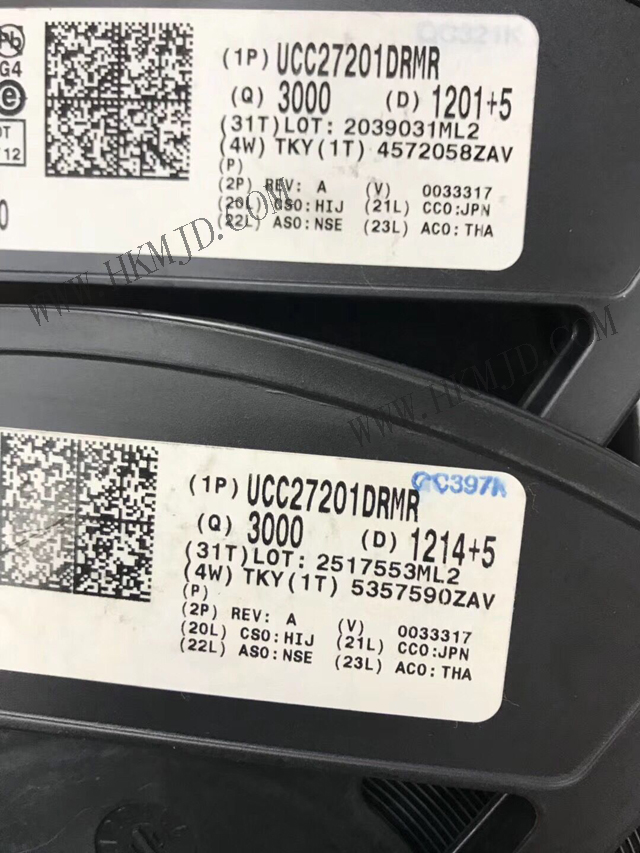 QC321K
G4
e
12
0
(1P) UCC27201DRMR
(Q) 3000 (D) 1201+5
(31T)LOT: 2039031ML2
(4W) TKY(1T) 4572058ZAV
(P)
(2P) REV: A (V) 0033317
(20L) CSO:HIJ (21L) CCO:JPN
(22L) ASO:NSE (23L) ACO:THA
WWW.HKMJD.COM
WWW.HKMJD.COM
QC397K
(1P) UCC27201DRMR
(Q) 3000 (D) 1214+5
(31T)LOT: 2517553ML2
(4W) TKY(1T) 5357590ZAV
(P)
(2P) REV: A (V) 0033317
(20L) CSO:HIJ (21L) CCO:JPN
(22L) ASO:NSE (23L) ACO:THA